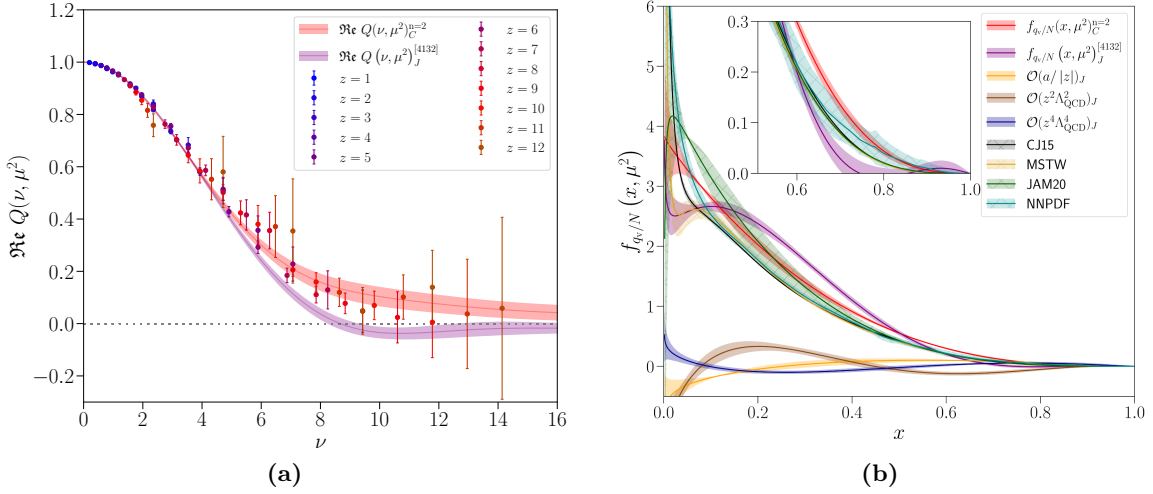 1.0
0.8
0.6
0.4
0.2
0.0
−0.2
0 2 4 6 8 10 12 14 16
ν
ℜ𝔢 Q(ν, μ²)
ℜ𝔢 Q(ν, μ²)_C^{n=2}
ℜ𝔢 Q (ν, μ²)_J^{[4132]}
z = 1
z = 2
z = 3
z = 4
z = 5
z = 6
z = 7
z = 8
z = 9
z = 10
z = 11
z = 12
(a)
6
5
4
3
2
1
0
0.0 0.2 0.4 0.6 0.8 1.0
x
f_{q_v/N} (x, μ²)
0.3
0.2
0.1
0.0
0.6 0.8 1.0
f_{q_v/N}(x, μ²)_C^{n=2}
f_{q_v/N} (x, μ²)_J^{[4132]}
𝒪(a/ |z|)_J
𝒪(z²Λ²_QCD)_J
𝒪(z⁴Λ⁴_QCD)_J
CJ15
MSTW
JAM20
NNPDF
(b)